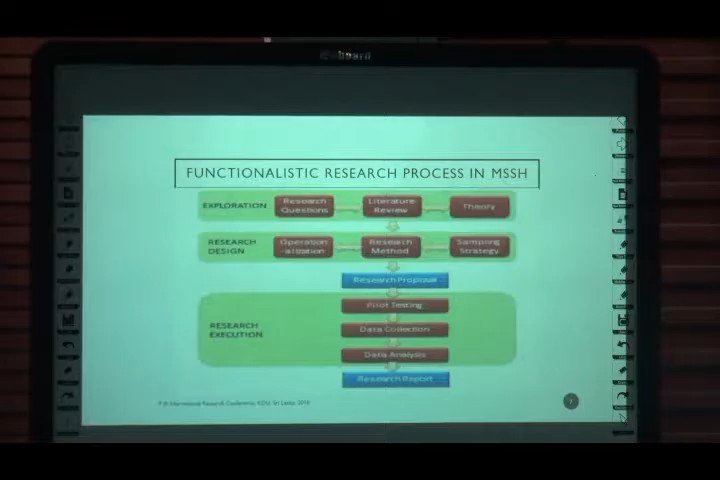 FUNCTIONALISTIC RESEARCH PROCESS IN MSSH
EXPLORATION
Research
Questions
Literature
Review
Theory
RESEARCH
DESIGN
Operation
-alization
Research
Method
Sampling
Strategy
Research Proposal
Pilot Testing
RESEARCH
EXECUTION
Data Collection
Data Analysis
Research Report
International Research Conference, KDU, Sri Lanka, 2016
7